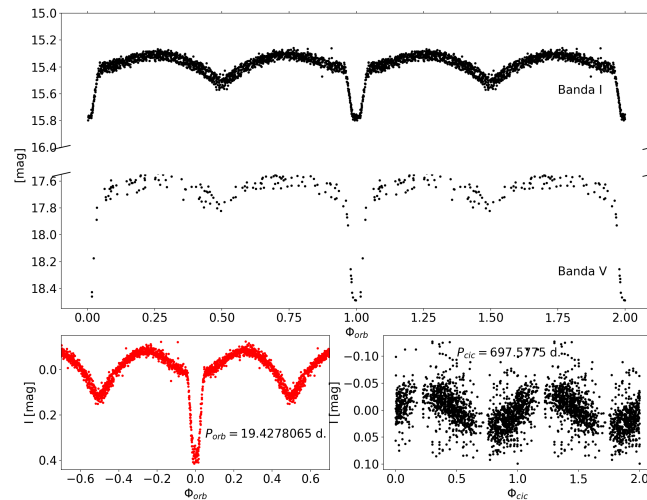 15.0
15.2
15.4
15.6
15.8
16.0
17.6
17.8
18.0
18.2
18.4
[mag]
Banda I
Banda V
0.00 0.25 0.50 0.75 1.00 1.25 1.50 1.75 2.00
Φorb
I [mag]
0.0
0.2
0.4
Porb = 19.4278065 d.
−0.6 −0.4 −0.2 0.0 0.2 0.4 0.6
Φorb
I [mag]
−0.10
−0.05
0.00
0.05
0.10
Pcic = 697.5775 d.
0.0 0.5 1.0 1.5 2.0
Φcic